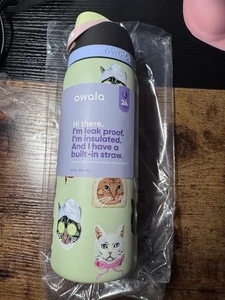 owala
owala
24
Hi there.
I'm leak proof.
I'm insulated.
And I have a
built-in straw.